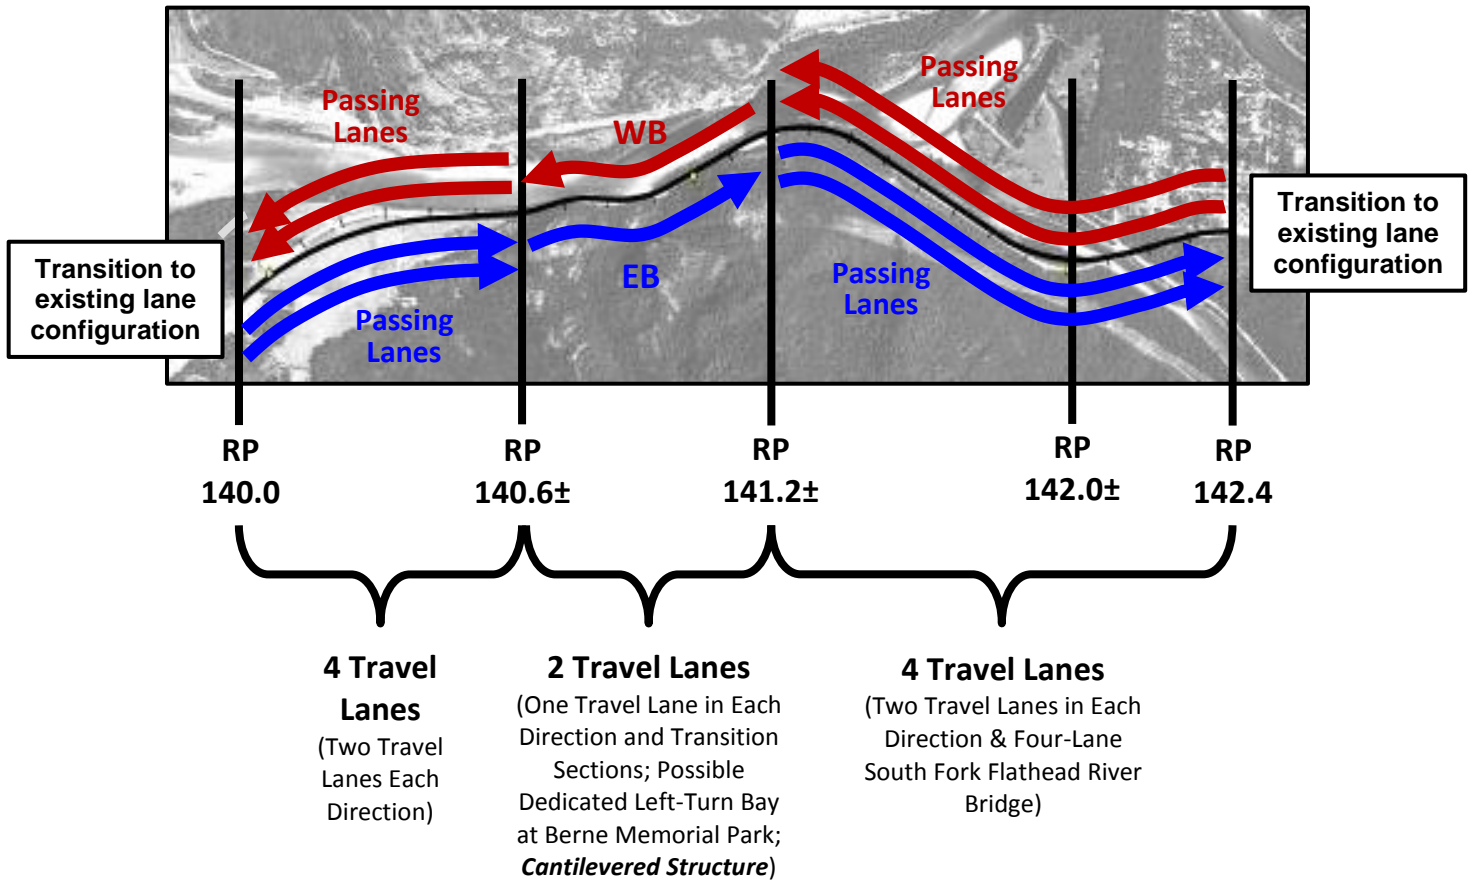 Passing
Lanes
WB
Passing
Lanes
Transition to
existing lane
configuration
Passing
Lanes
EB
Passing
Lanes
Transition to
existing lane
configuration
RP
140.0
RP
140.6±
RP
141.2±
RP
142.0±
RP
142.4
4 Travel
Lanes
(Two Travel
Lanes Each
Direction)
2 Travel Lanes
(One Travel Lane in Each
Direction and Transition
Sections; Possible
Dedicated Left-Turn Bay
at Berne Memorial Park;
Cantilevered Structure)
4 Travel Lanes
(Two Travel Lanes in Each
Direction & Four-Lane
South Fork Flathead River
Bridge)